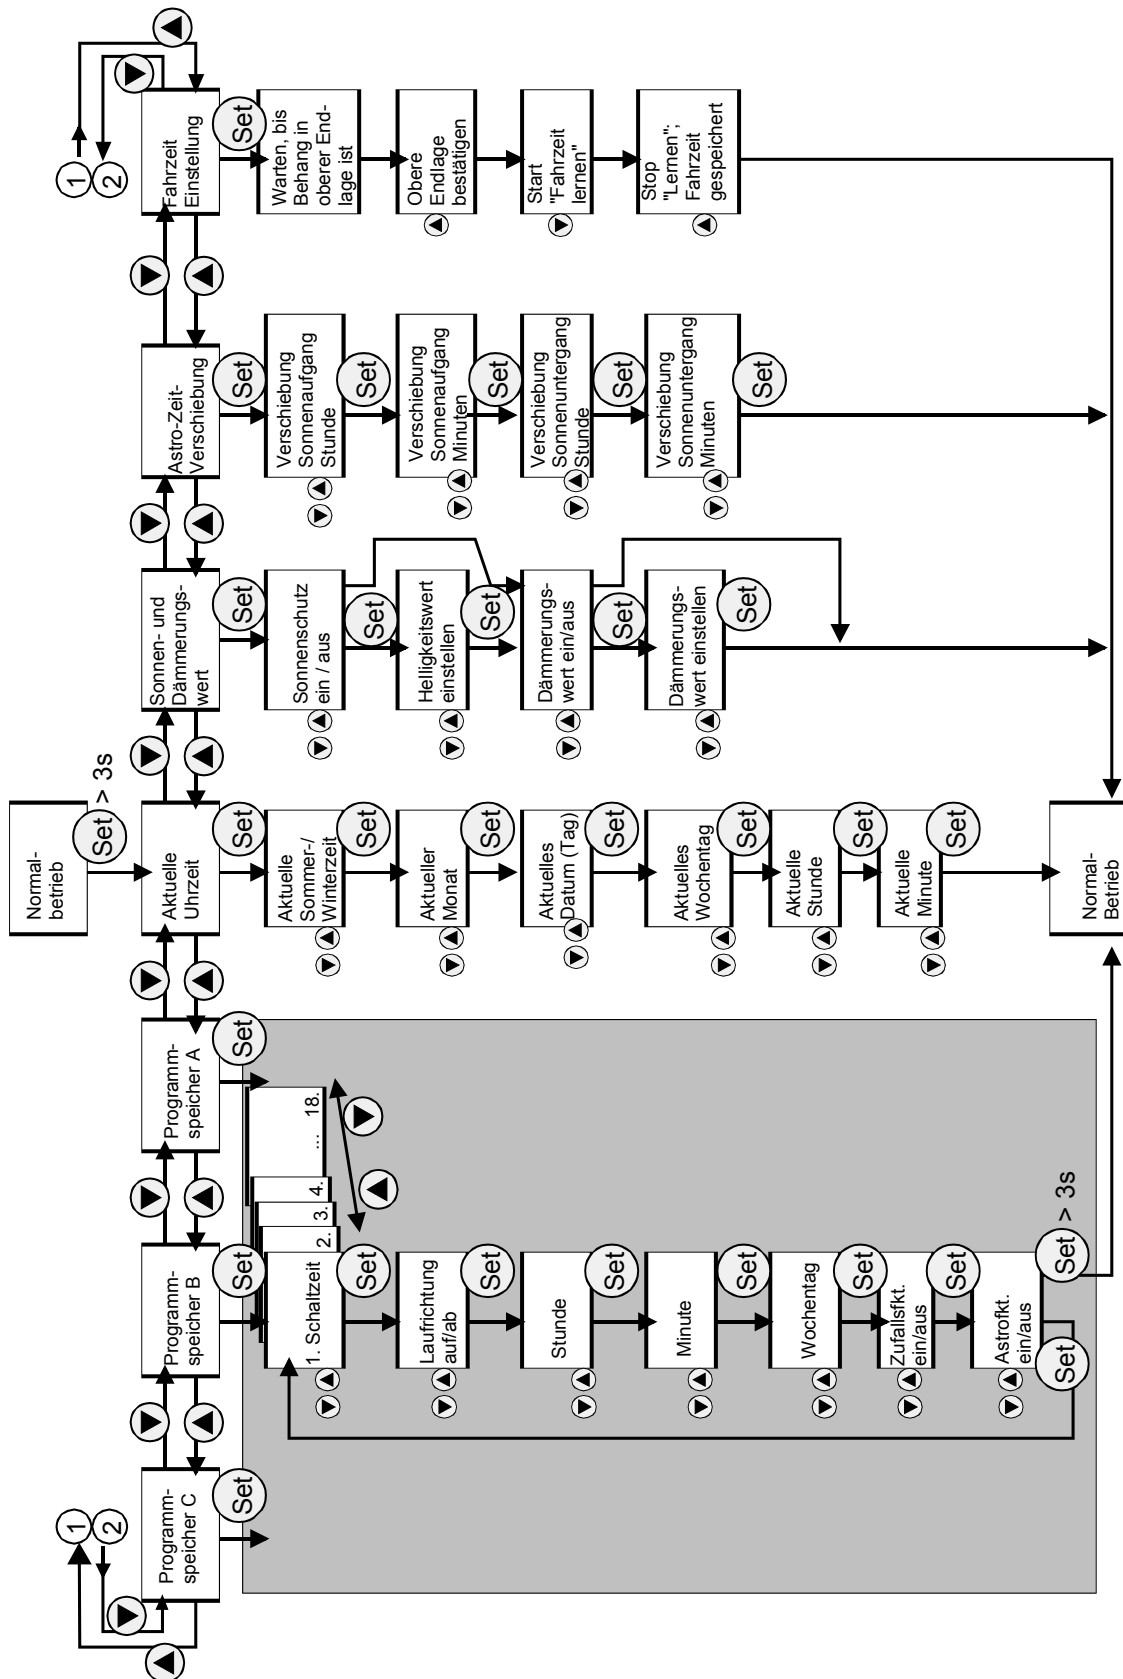 Normal-
betrieb
Set > 3s
1
2
1
2
Programm-
speicher C
Set
Programm-
speicher B
Set
Programm-
speicher A
Set
Aktuelle
Uhrzeit
Set
Sonnen- und
Dämmerungs-
wert
Set
Astro-Zeit-
Verschiebung
Set
Fahrzeit
Einstellung
Set
1. Schaltzeit
2.
3.
4.
... 18.
Set
Laufrichtung
auf/ab
Set
Stunde
Set
Minute
Set
Wochentag
Set
Zufallsfkt.
ein/aus
Set
Astrofkt.
ein/aus
Set
Set > 3s
Aktuelle
Sommer-/
Winterzeit
Set
Aktueller
Monat
Set
Aktuelles
Datum (Tag)
Set
Aktuelles
Wochentag
Set
Aktuelle
Stunde
Set
Aktuelle
Minute
Set
Sonnenschutz
ein / aus
Set
Helligkeitswert
einstellen
Set
Dämmerungs-
wert ein/aus
Set
Dämmerungs-
wert einstellen
Set
Verschiebung
Sonnenaufgang
Stunde
Set
Verschiebung
Sonnenaufgang
Minuten
Set
Verschiebung
Sonnenuntergang
Stunde
Set
Verschiebung
Sonnenuntergang
Minuten
Set
Warten, bis
Behang in
oberer End-
lage ist
Obere
Endlage
bestätigen
Start
"Fahrzeit
lernen"
Stop
"Lernen";
Fahrzeit
gespeichert
Normal-
Betrieb